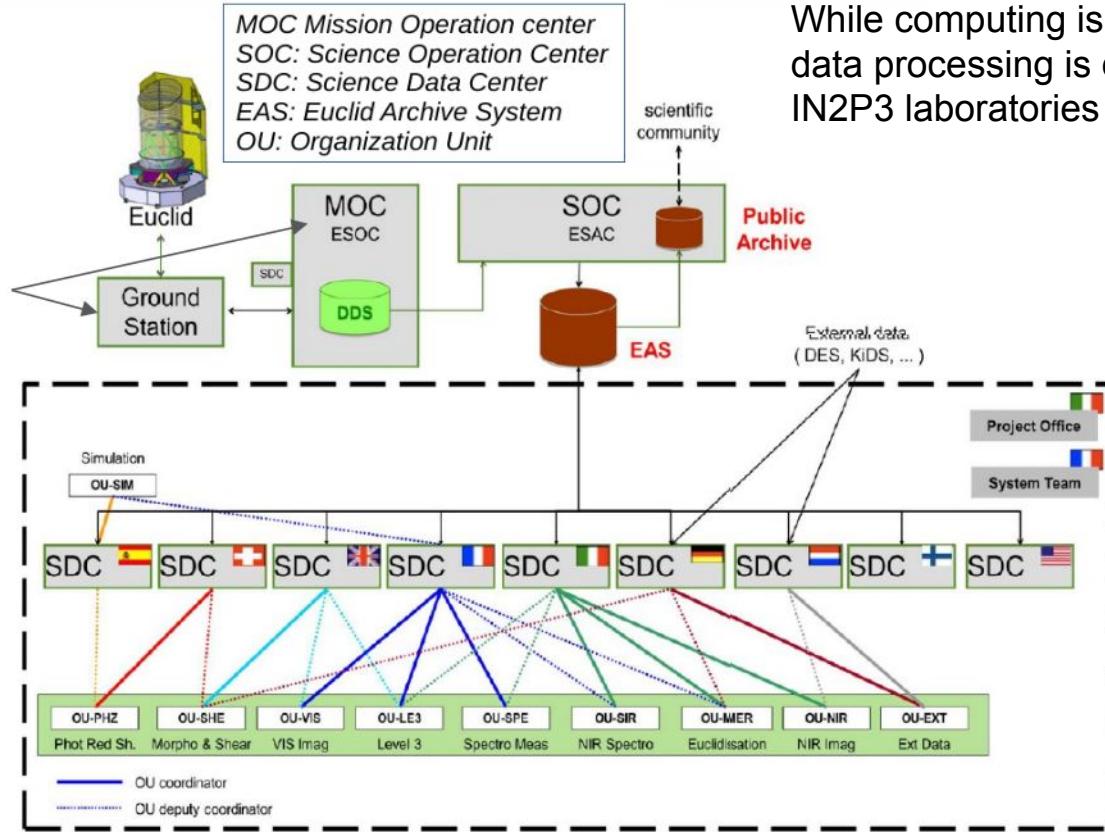 MOC Mission Operation center
SOC: Science Operation Center
SDC: Science Data Center
EAS: Euclid Archive System
OU: Organization Unit
While computing is
data processing is
IN2P3 laboratories
scientific
community
Euclid
MOC
ESOC
SOC
ESAC
Public
Archive
SDC
Ground
Station
DDS
EAS
External data
( DES, KiDS, ... )
Project Office
System Team
Simulation
OU-SIM
SDC
SDC
SDC
SDC
SDC
SDC
SDC
SDC
SDC
OU-PHZ
OU-SHE
OU-VIS
OU-LE3
OU-SPE
OU-SIR
OU-MER
OU-NIR
OU-EXT
Phot Red Sh.
Morpho & Shear
VIS Imag
Level 3
Spectro Meas
NIR Spectro
Euclidisation
NIR Imag
Ext Data
OU coordinator
OU deputy coordinator